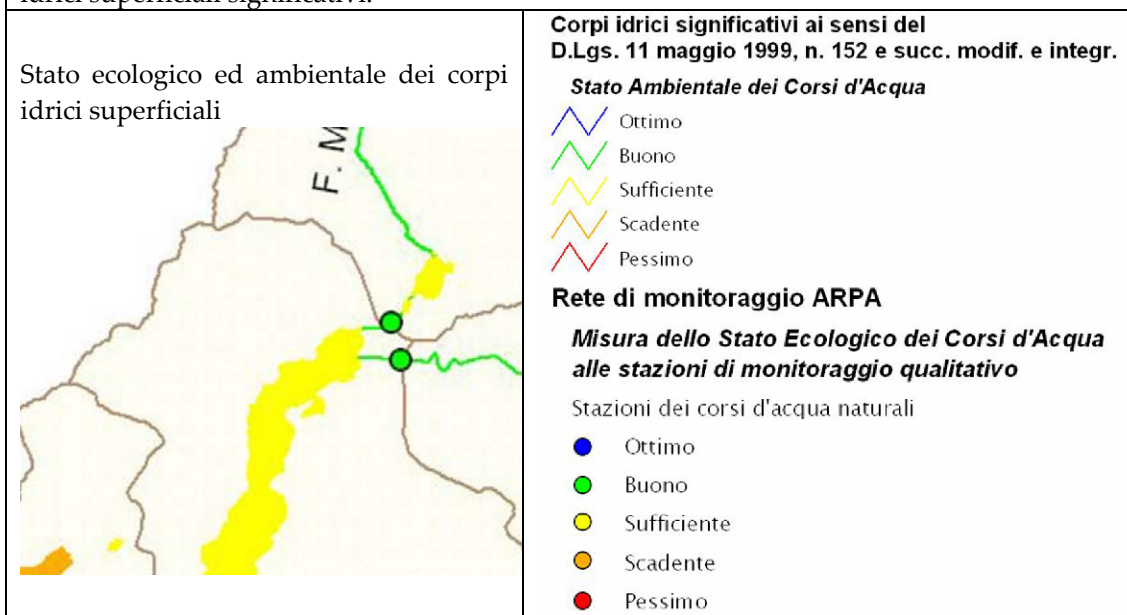 idrici superficiali significativi.
Stato ecologico ed ambientale dei corpi
idrici superficiali
F. M
Corpi idrici significativi ai sensi del
D.Lgs. 11 maggio 1999, n. 152 e succ. modif. e integr.
Stato Ambientale dei Corsi d'Acqua
Ottimo
Buono
Sufficiente
Scadente
Pessimo
Rete di monitoraggio ARPA
Misura dello Stato Ecologico dei Corsi d'Acqua
alle stazioni di monitoraggio qualitativo
Stazioni dei corsi d'acqua naturali
Ottimo
Buono
Sufficiente
Scadente
Pessimo